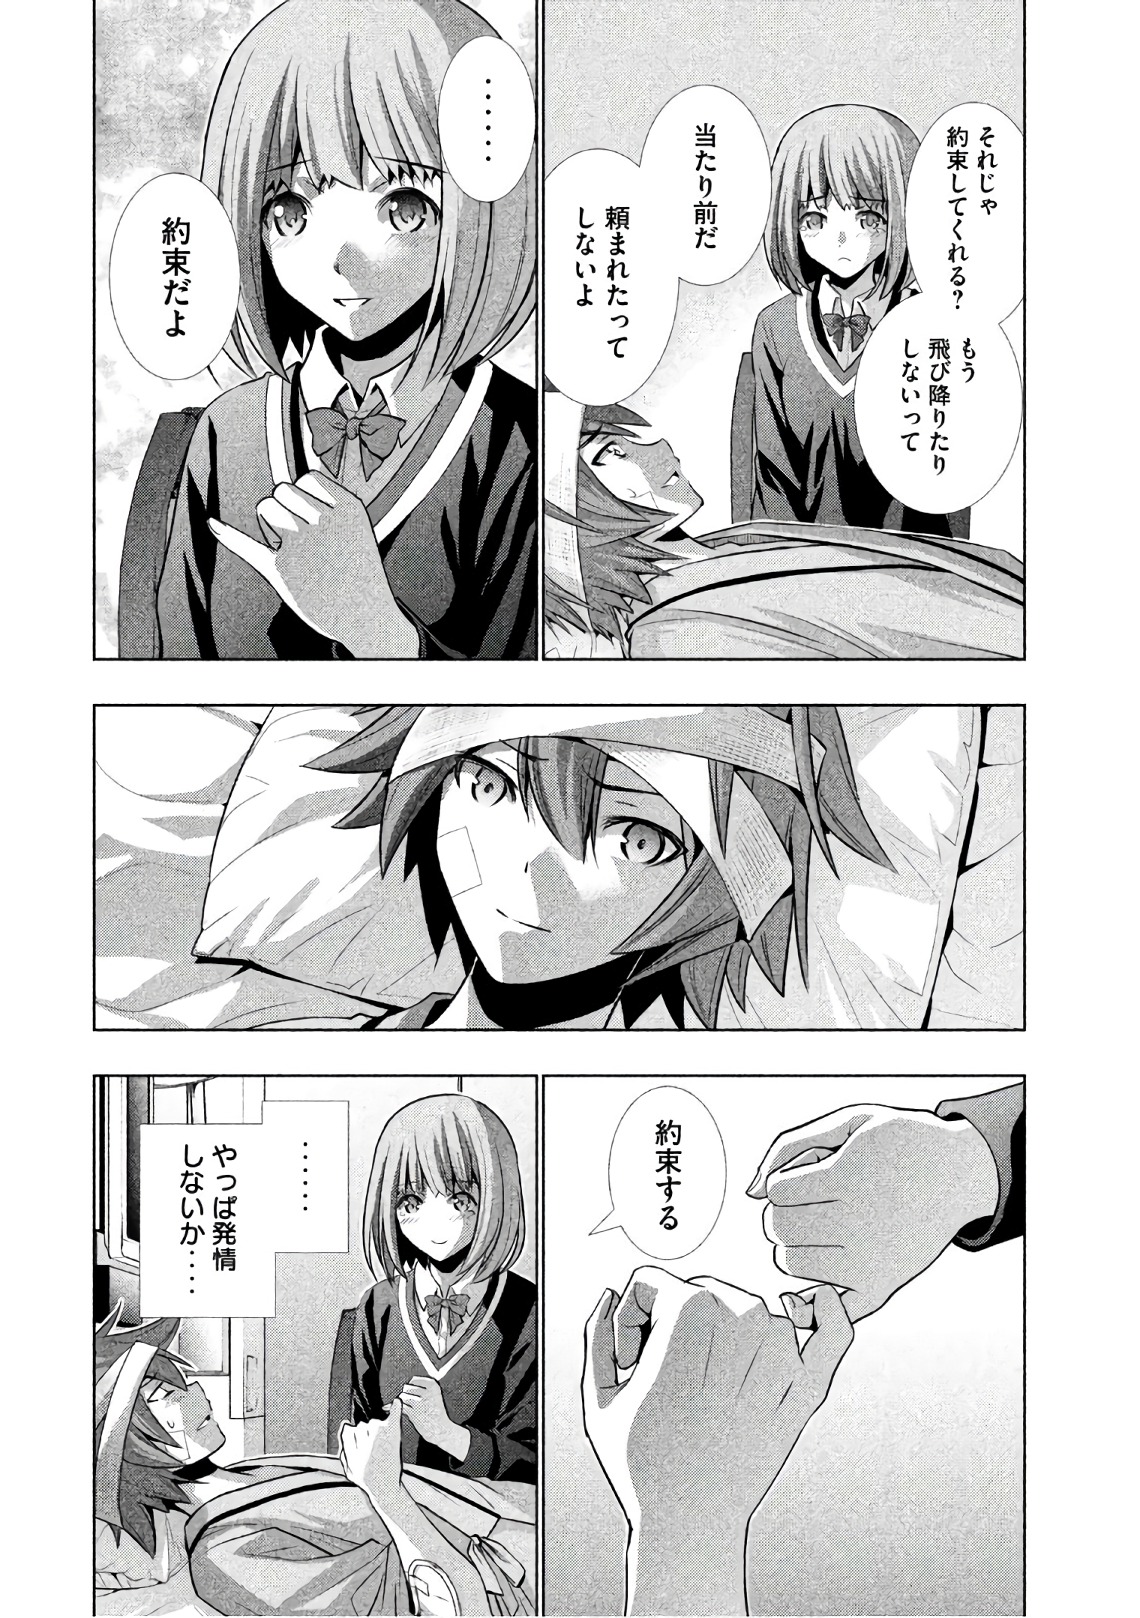 それじゃ
約束してくれる？
もう
飛び降りたり
しないって
当たり前だ
頼まれたって
しないよ
・・・・・・
約束だよ
約束する
・・・・・・
やっぱ発情
しないか・・・・